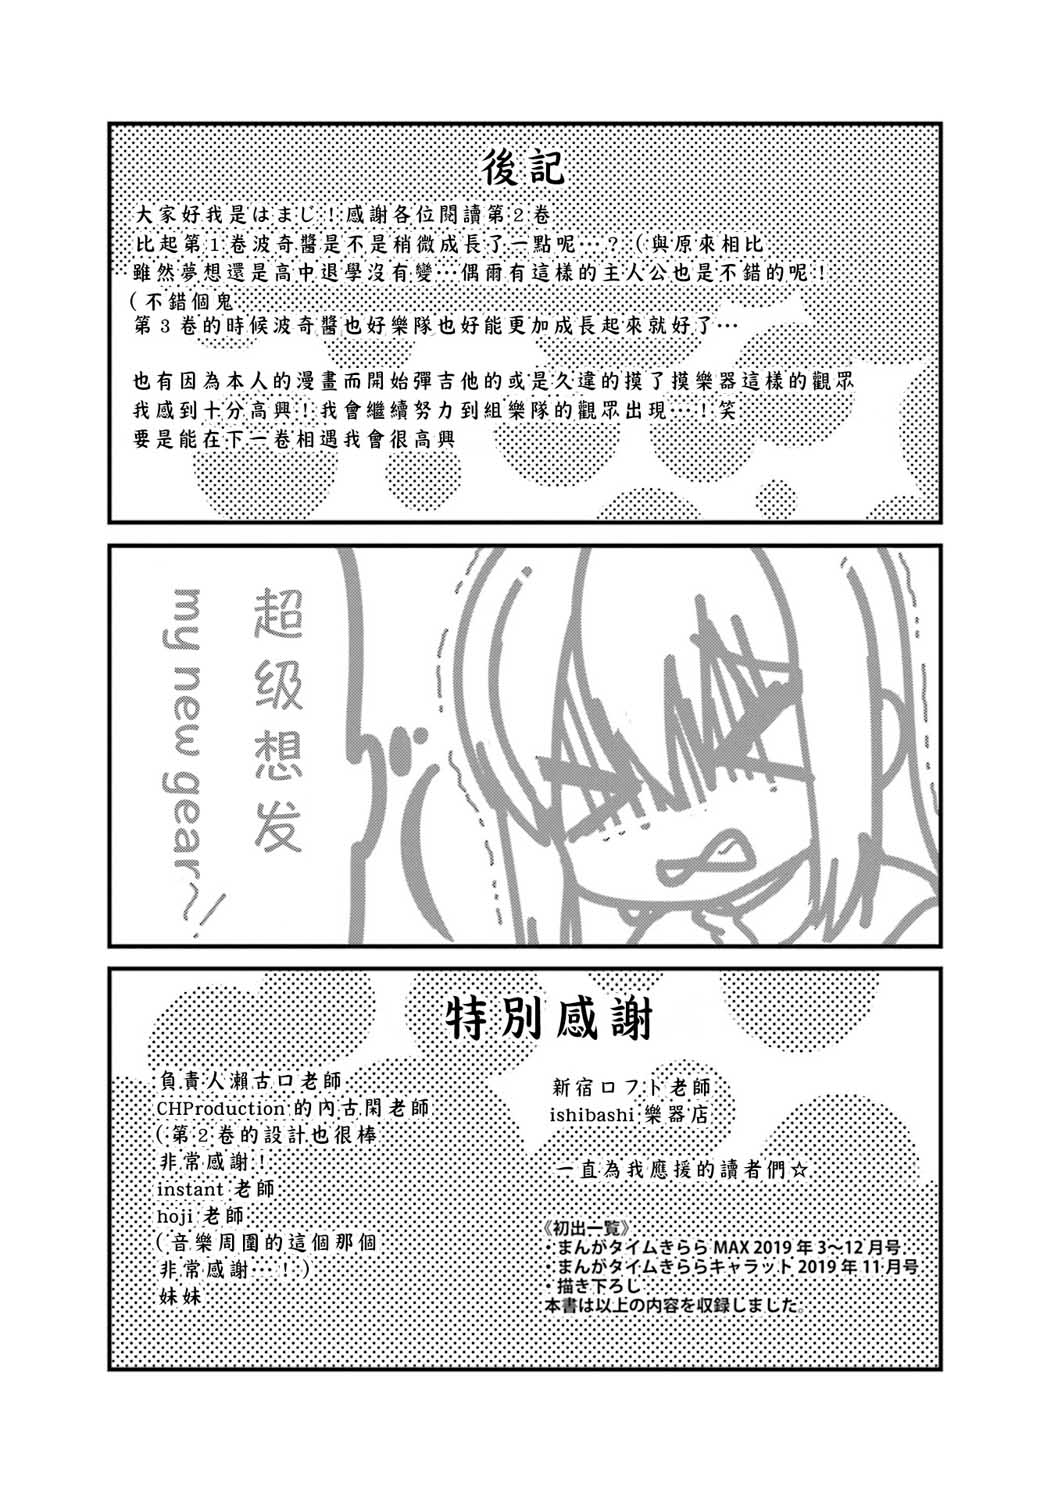 後記
大家好我是はまじ！感謝各位閱讀第2卷
比起第1卷波奇醬是不是稍微成長了一點呢…？（與原來相比
雖然夢想還是高中退學沒有變…偶爾有這樣的主人公也是不錯的呢！
（不錯個鬼
第3卷的時候波奇醬也好樂隊也好能更加成長起來就好了…
也有因為本人的漫畫而開始彈吉他的或是久違的摸了摸樂器這樣的觀眾
我感到十分高興！我會繼續努力到組樂隊的觀眾出現…！笑
要是能在下一卷相遇我會很高興
超级想发
my new gear〜！
特別感謝
負責人瀨古口老師
CHProduction的內古閑老師
（第2卷的設計也很棒
非常感謝！
instant老師
hoji老師
（音樂周圍的這個那個
非常感謝…！）
妹妹
新宿ロフト老師
ishibashi樂器店
一直為我應援的讀者們☆
《初出一覧》
・まんがタイムきらら MAX 2019 年 3〜12 月号
・まんがタイムきららキャラット 2019 年 11 月号
・描き下ろし
本書は以上の内容を収録しました。